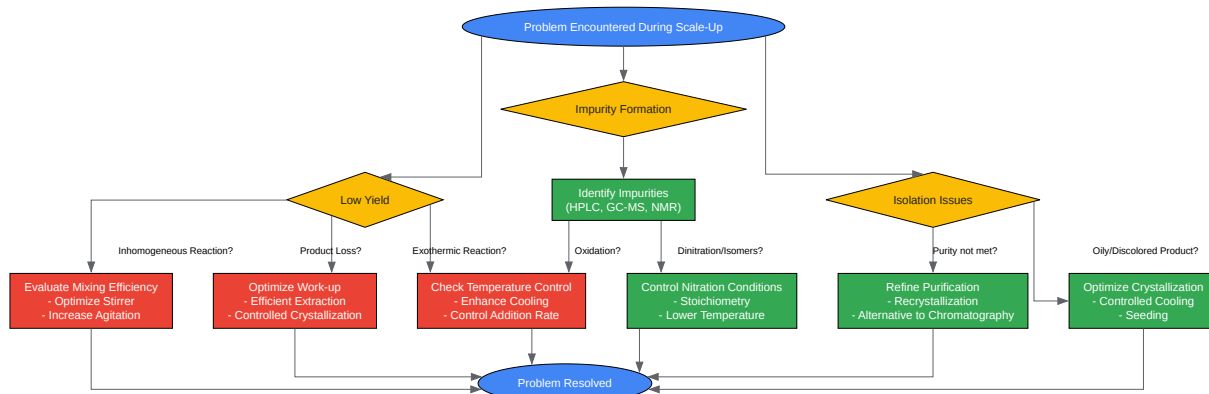 Problem Encountered During Scale-Up
Impurity Formation
Low Yield
Identify Impurities
(HPLC, GC-MS, NMR)
Isolation Issues
Inhomogeneous Reaction?
Product Loss?
Exothermic Reaction?
Oxidation?
Dinitration/Isomers?
Purity not met?
Oily/Discolored Product?
Evaluate Mixing Efficiency
- Optimize Stirrer
- Increase Agitation
Optimize Work-up
- Efficient Extraction
- Controlled Crystallization
Check Temperature Control
- Enhance Cooling
- Control Addition Rate
Control Nitration Conditions
- Stoichiometry
- Lower Temperature
Refine Purification
- Recrystallization
- Alternative to Chromatography
Optimize Crystallization
- Controlled Cooling
- Seeding
Problem Resolved